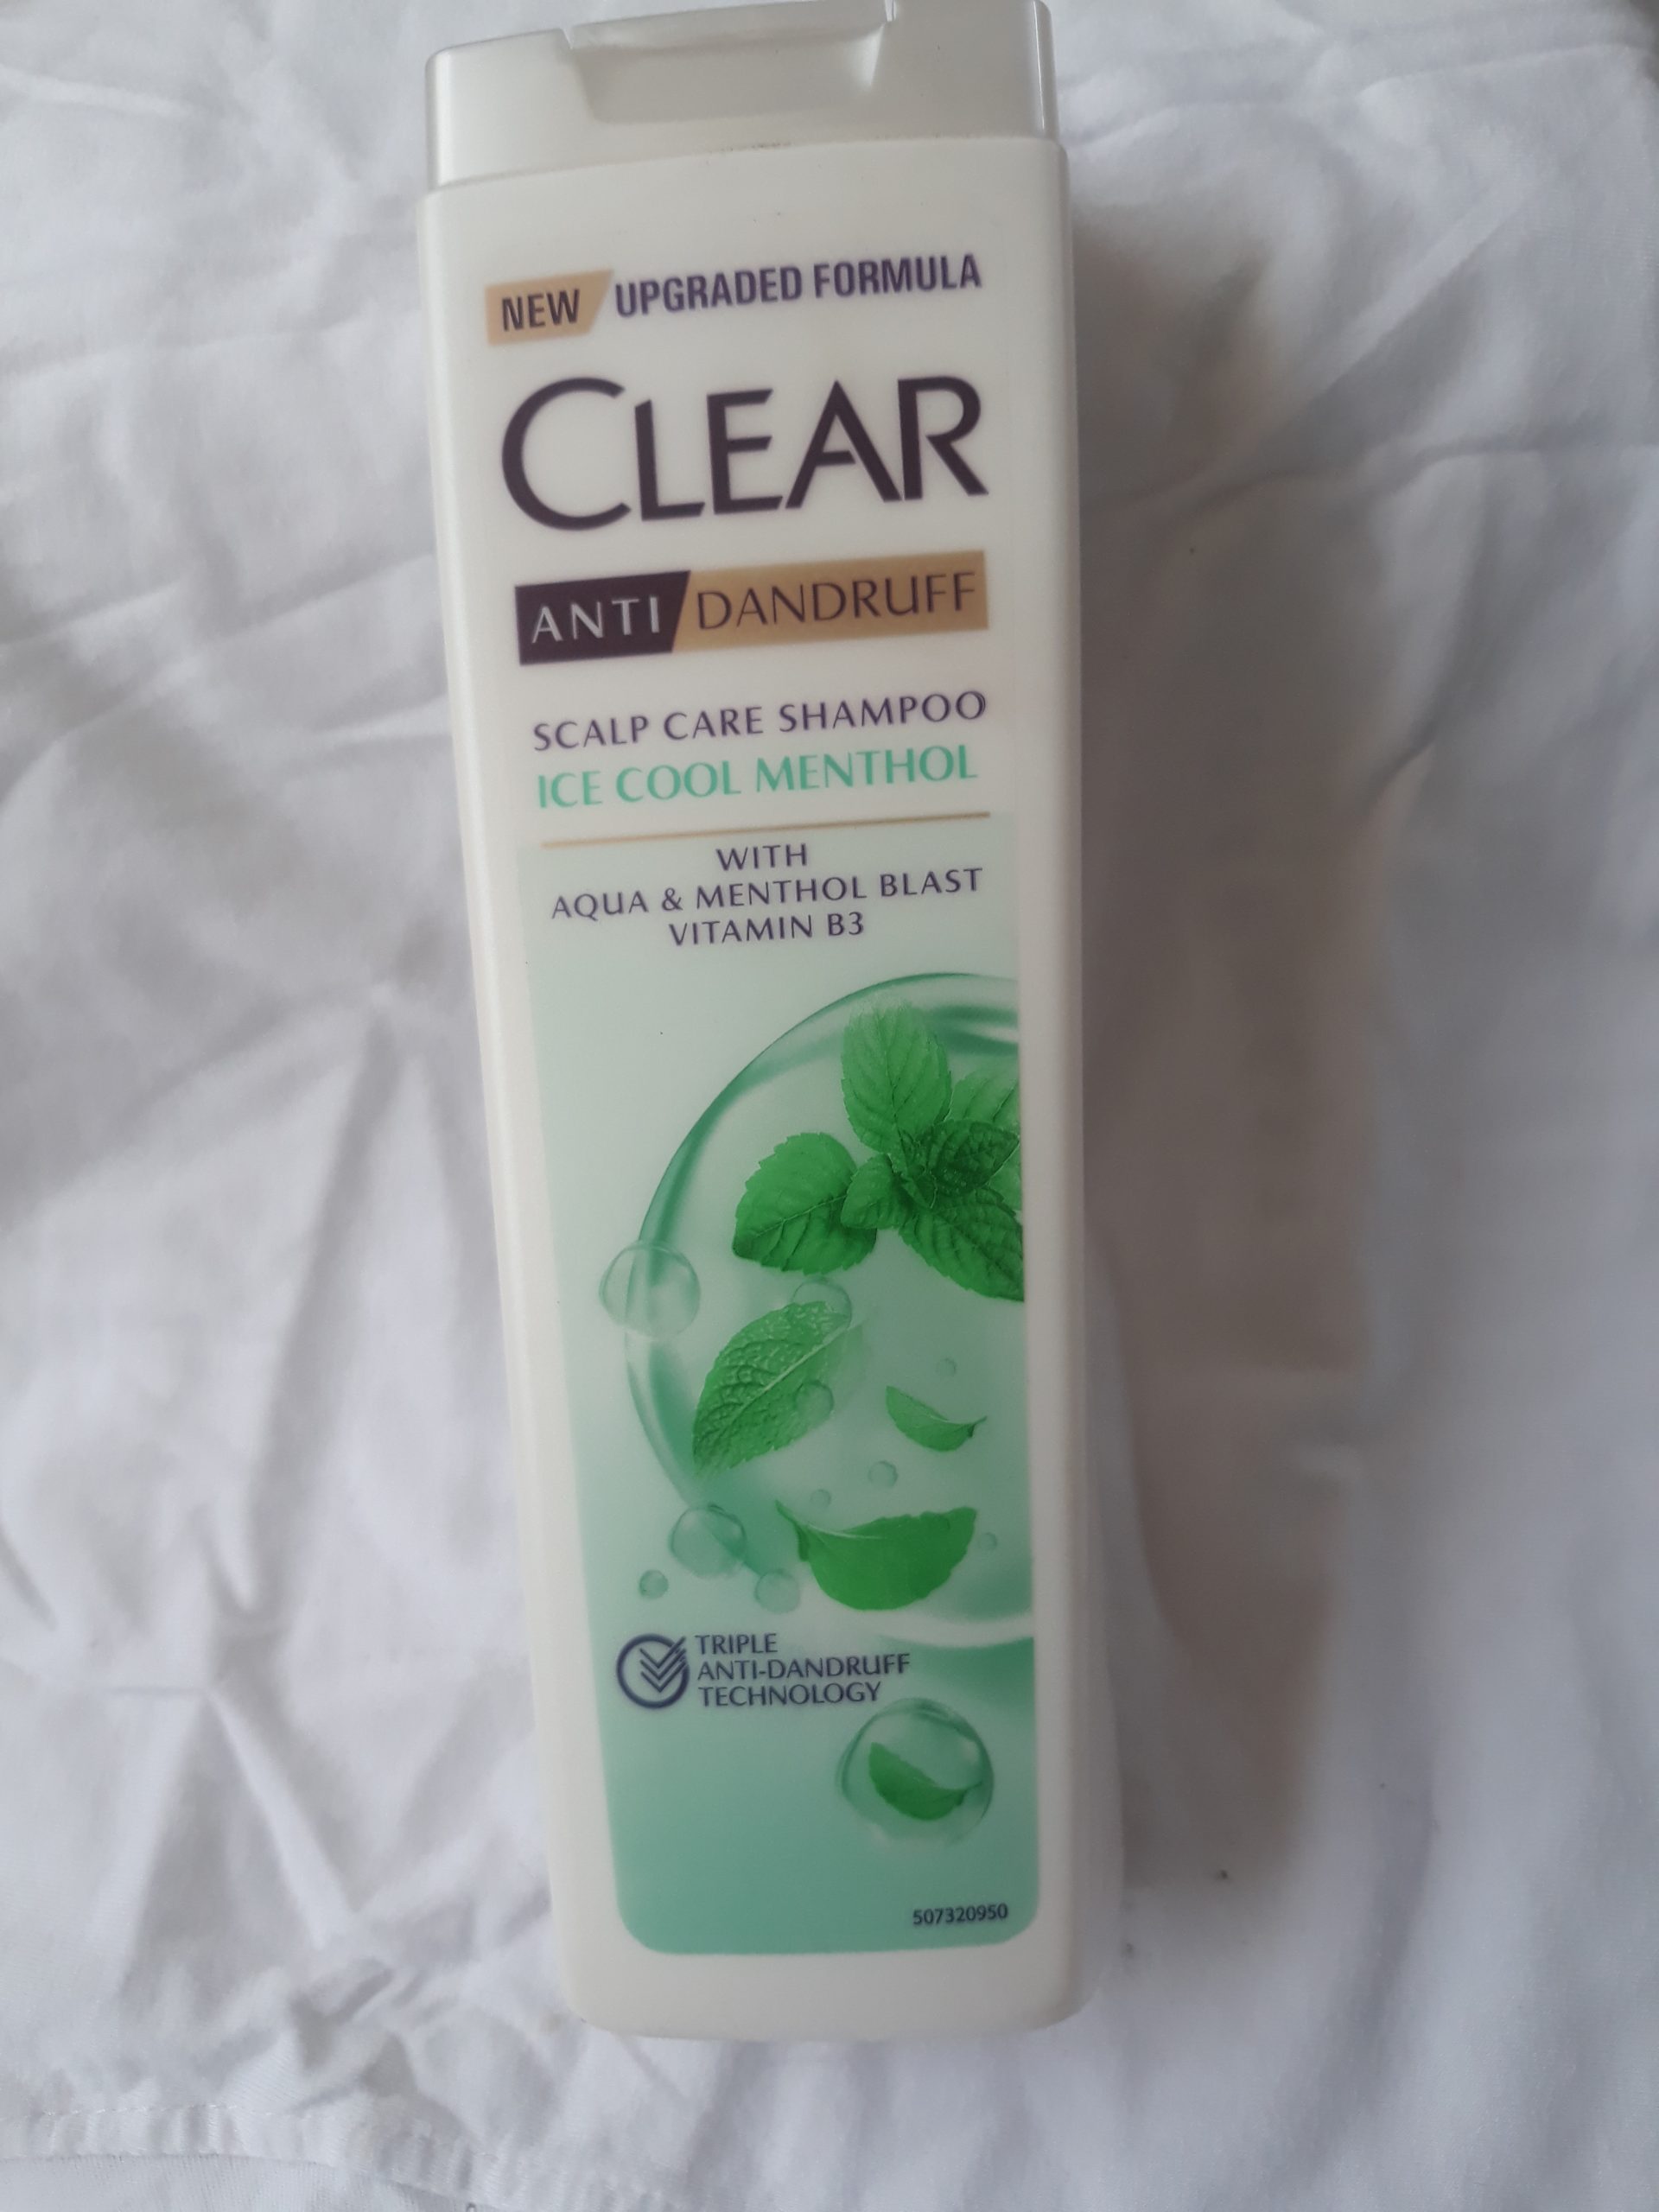 NEW UPGRADED FORMULA
CLEAR
ANTI DANDRUFF
SCALP CARE SHAMPOO
ICE COOL MENTHOL
WITH
AQUA & MENTHOL BLAST
VITAMIN B3
TRIPLE
ANTI-DANDRUFF
TECHNOLOGY
507320950